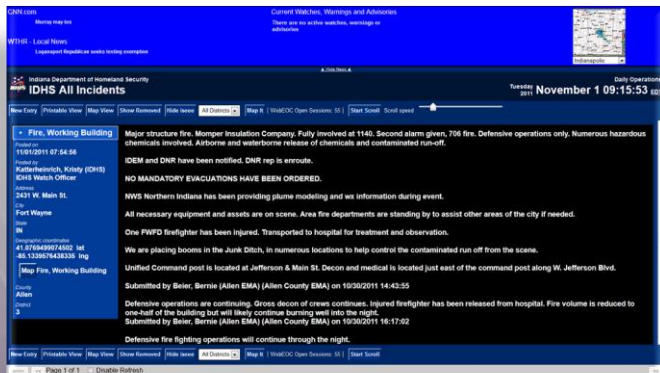 CNN.com
Murray may tes
Current Watches, Warnings and Advisories
There are no active watches, warnings or
advisories
WTHR - Local News
Logansport Republican seeks texting exemption
Indianapolis
▲ Hide News ▲
Indiana Department of Homeland Security
IDHS All Incidents
Daily Operations
Tuesday 2011 November 1 09:15:53 EDT
New Entry Printable View Map View Show Removed Hide Iseee All Districts Map It | WebEOC Open Sessions: 55 | Start Scroll Scroll speed
Fire, Working Building
Posted on
11/01/2011 07:54:56
Posted by
Katterheinrich, Kristy (IDHS)
IDHS Watch Officer
Address
2431 W. Main St.
City
Fort Wayne
State
IN
Geographic coordinates
41.0769499074502 lat
-85.1339576438335 lng
Map Fire, Working Building
County
Allen
District
3
Major structure fire. Momper Insulation Company. Fully involved at 1140. Second alarm given, 706 fire. Defensive operations only. Numerous hazardous
chemicals involved. Airborne and waterborne release of chemicals and contaminated run-off.
IDEM and DNR have been notified. DNR rep is enroute.
NO MANDATORY EVACUATIONS HAVE BEEN ORDERED.
NWS Northern Indiana has been providing plume modeling and wx information during event.
All necessary equipment and assets are on scene. Area fire departments are standing by to assist other areas of the city if needed.
One FWFD firefighter has been injured. Transported to hospital for treatment and observation.
We are placing booms in the Junk Ditch, in numerous locations to help control the contaminated run off from the scene.
Unified Command post is located at Jefferson & Main St. Decon and medical is located just east of the command post along W. Jefferson Blvd.
Submitted by Beier, Bernie (Allen EMA) (Allen County EMA) on 10/30/2011 14:43:55
Defensive operations are continuing. Gross decon of crews continues. Injured firefighter has been released from hospital. Fire volume is reduced to
one-half of the building but will likely continue burning well into the night.
Submitted by Beier, Bernie (Allen EMA) (Allen County EMA) on 10/30/2011 16:17:02
Defensive fire fighting operations will continue through the night.
New Entry Printable View Map View Show Removed Hide Iseee All Districts Map It | WebEOC Open Sessions: 55 | Start Scroll
Page 1 of 1 Disable Refresh